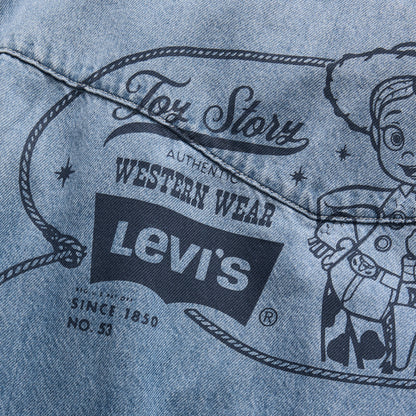 Toy Story
AUTHENTIC
WESTERN WEAR
Levi's ®
SINCE 1850
NO. 53